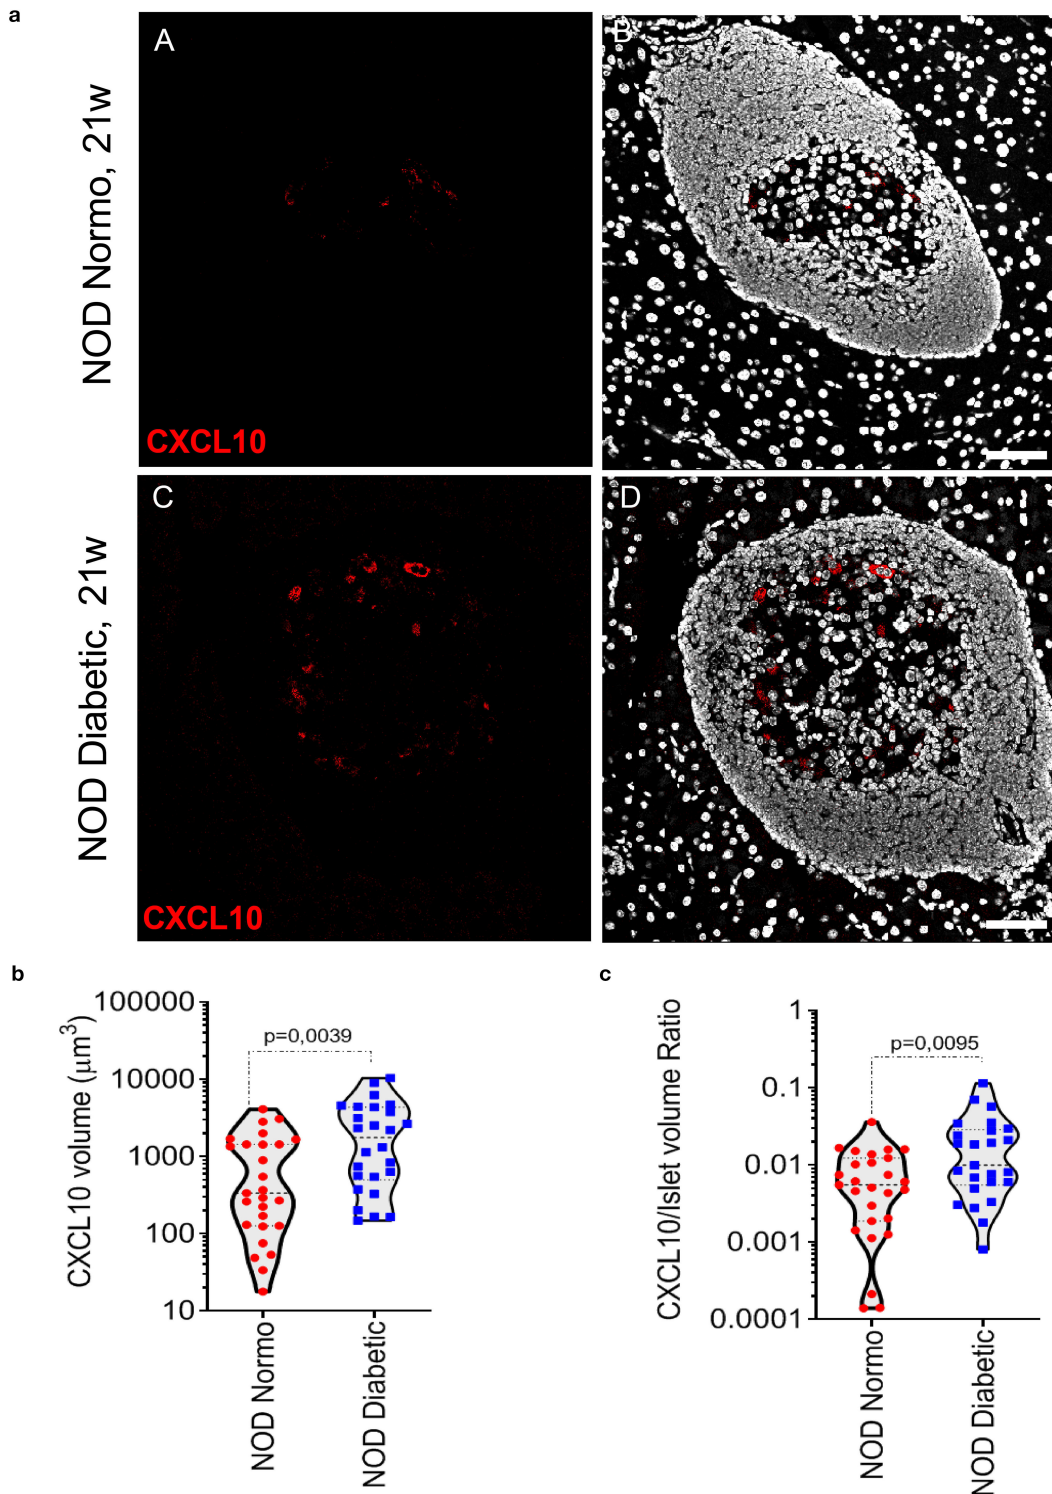 a
A
B
NOD Normo, 21w
CXCL10
C
D
NOD Diabetic, 21w
CXCL10
b
CXCL10 volume (μm³)
100000
10000
1000
100
10
p=0,0039
NOD Normo
NOD Diabetic
c
CXCL10/Islet volume Ratio
1
0.1
0.01
0.001
0.0001
p=0,0095
NOD Normo
NOD Diabetic